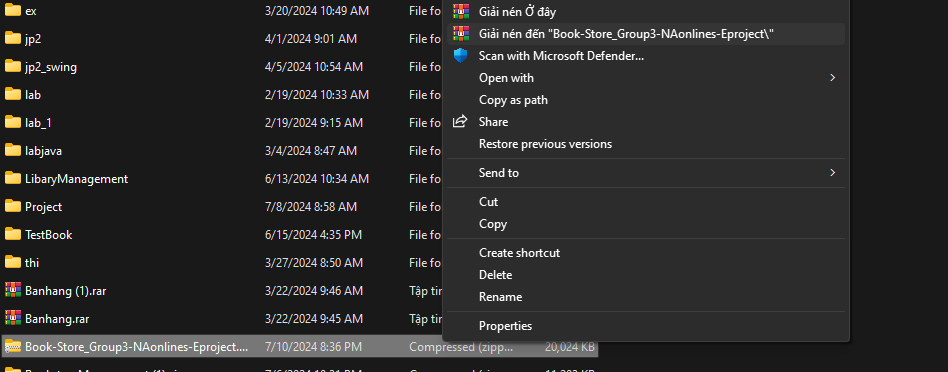 ex 3/20/2024 10:49 AM File fo
jp2 4/1/2024 9:01 AM File fo
jp2_swing 4/5/2024 10:54 AM File fo
lab 2/19/2024 10:33 AM File fo
lab_1 2/19/2024 9:15 AM File fo
labjava 3/4/2024 8:47 AM File fo
LibaryManagement 6/13/2024 10:34 AM File fo
Project 7/8/2024 8:58 AM File fo
TestBook 6/15/2024 4:35 PM File fo
thi 3/27/2024 8:50 AM File fo
Banhang (1).rar 3/22/2024 9:46 AM Tập tin
Banhang.rar 3/22/2024 9:45 AM Tập tin
Book-Store_Group3-NAonlines-Eproject.... 7/10/2024 8:36 PM Compressed (zipp... 20,024 KB
Giải nén Ở đây
Giải nén đến "Book-Store_Group3-NAonlines-Eproject\"
Scan with Microsoft Defender...
Open with
Copy as path
Share
Restore previous versions
Send to
Cut
Copy
Create shortcut
Delete
Rename
Properties